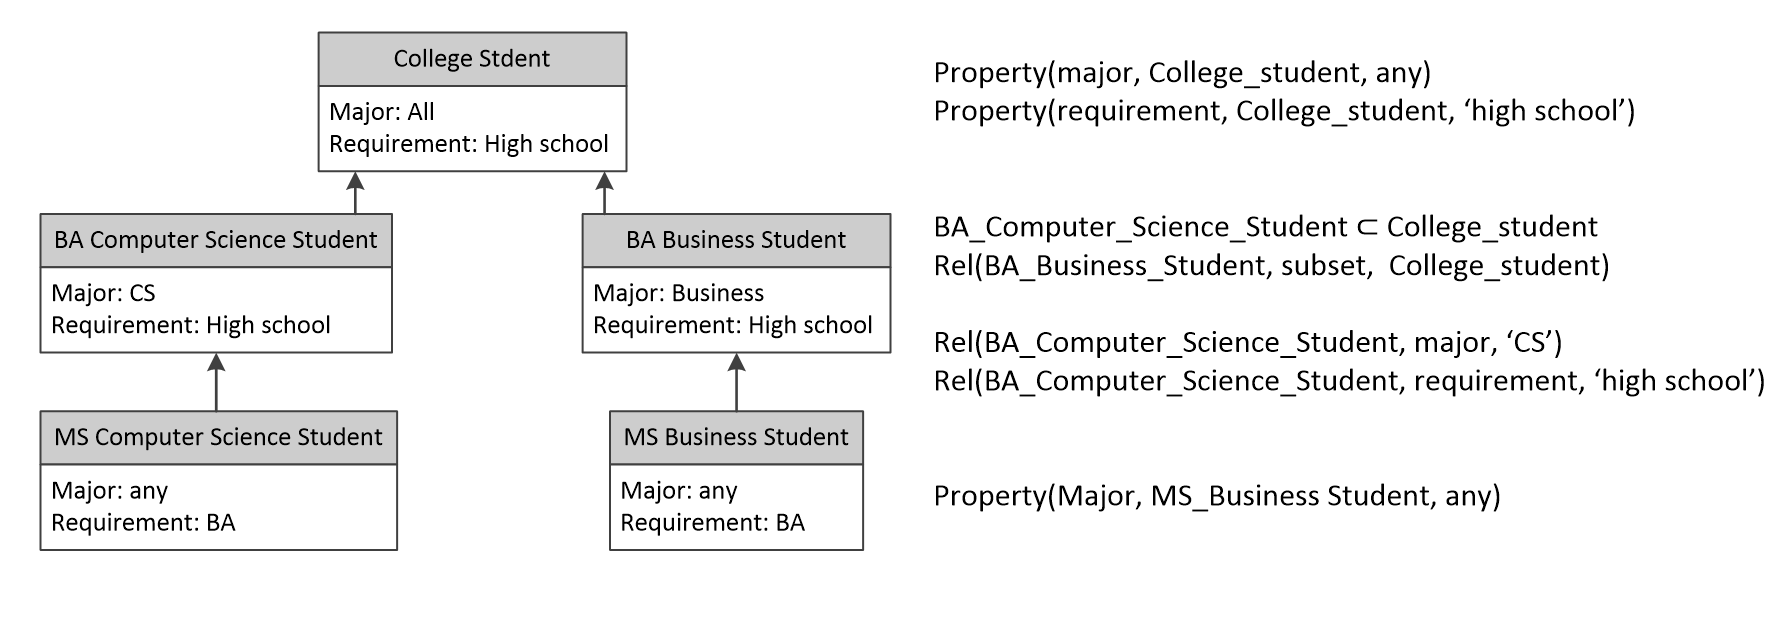 College Stdent
Major: All
Requirement: High school
BA Computer Science Student
Major: CS
Requirement: High school
BA Business Student
Major: Business
Requirement: High school
MS Computer Science Student
Major: any
Requirement: BA
MS Business Student
Major: any
Requirement: BA
Property(major, College_student, any)
Property(requirement, College_student, ‘high school’)
BA_Computer_Science_Student ⊂ College_student
Rel(BA_Business_Student, subset, College_student)
Rel(BA_Computer_Science_Student, major, ‘CS’)
Rel(BA_Computer_Science_Student, requirement, ‘high school’)
Property(Major, MS_Business Student, any)